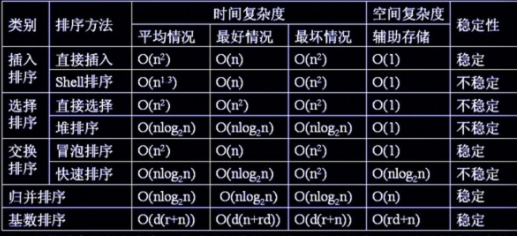 类别 排序方法 时间复杂度 空间复杂度 稳定性
平均情况 最好情况 最坏情况 辅助存储
插入排序 直接插入 O(n²) O(n) O(n²) O(1) 稳定
Shell排序 O(n¹·³) O(n) O(n²) O(1) 不稳定
选择排序 直接选择 O(n²) O(n²) O(n²) O(1) 不稳定
堆排序 O(nlog₂n) O(nlog₂n) O(nlog₂n) O(1) 不稳定
交换排序 冒泡排序 O(n²) O(n) O(n²) O(1) 稳定
快速排序 O(nlog₂n) O(nlog₂n) O(n²) O(nlog₂n) 不稳定
归并排序 O(nlog₂n) O(nlog₂n) O(nlog₂n) O(n) 稳定
基数排序 O(d(r+n)) O(d(n+rd)) O(d(r+n)) O(rd+n) 稳定